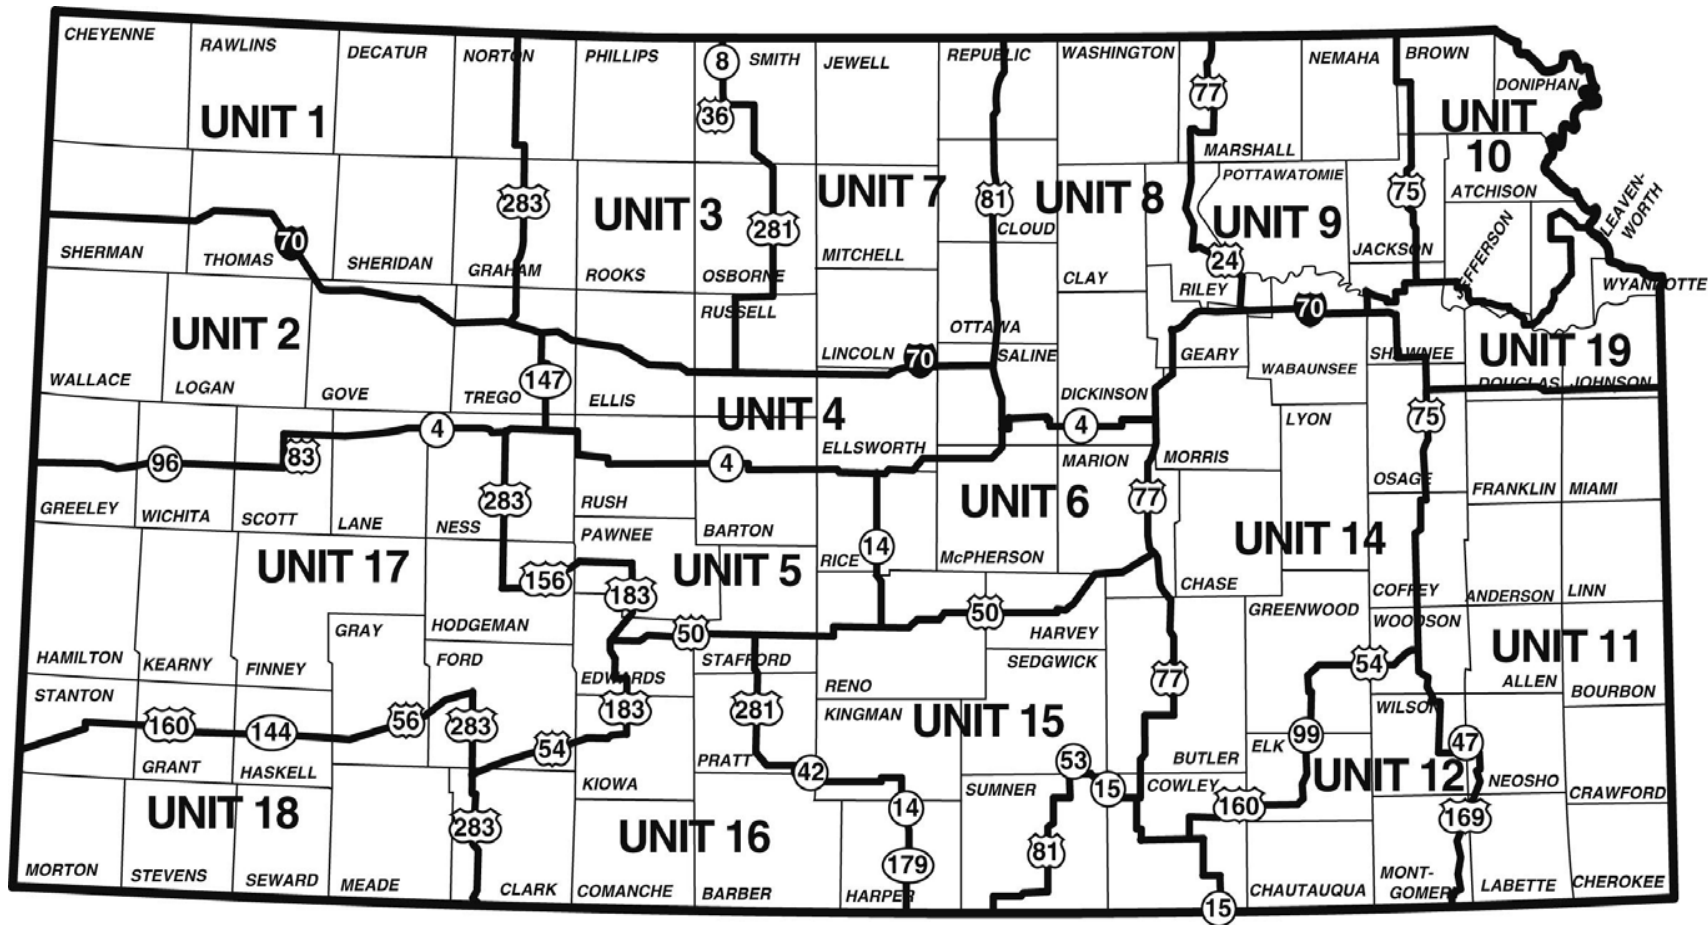 CHEYENNE
RAWLINS
DECATUR
NORTON
PHILLIPS
8
SMITH
JEWELL
REPUBLIC
WASHINGTON
NEMAHA
BROWN
DONIPHAN
36
77
UNIT 1
UNIT
10
MARSHALL
POTTAWATOMIE
ATCHISON
LEAVEN-
WORTH
283
UNIT 3
281
UNIT 7
81
UNIT 8
UNIT 9
75
CLOUD
JEFFERSON
SHERMAN
THOMAS
70
SHERIDAN
GRAHAM
ROOKS
OSBORNE
MITCHELL
CLAY
24
JACKSON
RILEY
WYANDOTTE
UNIT 2
RUSSELL
OTTAWA
70
LINCOLN
70
SALINE
GEARY
WABAUNSEE
SHAWNEE
UNIT 19
WALLACE
LOGAN
GOVE
TREGO
147
ELLIS
DICKINSON
DOUGLAS
JOHNSON
UNIT 4
4
LYON
75
96
83
4
4
ELLSWORTH
MARION
MORRIS
OSAGE
FRANKLIN
MIAMI
GREELEY
WICHITA
SCOTT
LANE
NESS
283
RUSH
BARTON
UNIT 6
77
PAWNEE
UNIT 17
156
UNIT 5
RICE
14
McPHERSON
UNIT 14
183
CHASE
COFFEY
ANDERSON
LINN
GRAY
HODGEMAN
50
50
HARVEY
GREENWOOD
WOODSON
UNIT 11
HAMILTON
KEARNY
FINNEY
FORD
EDWARDS
STAFFORD
RENO
SEDGWICK
77
54
ALLEN
BOURBON
STANTON
160
144
56
283
54
183
281
KINGMAN
UNIT 15
WILSON
47
GRANT
HASKELL
KIOWA
PRATT
42
53
15
BUTLER
ELK
99
UNIT 12
NEOSHO
CRAWFORD
UNIT 18
283
UNIT 16
14
SUMNER
COWLEY
160
169
81
179
MORTON
STEVENS
SEWARD
MEADE
CLARK
COMANCHE
BARBER
HARPER
15
CHAUTAUQUA
MONT-
GOMERY
LABETTE
CHEROKEE